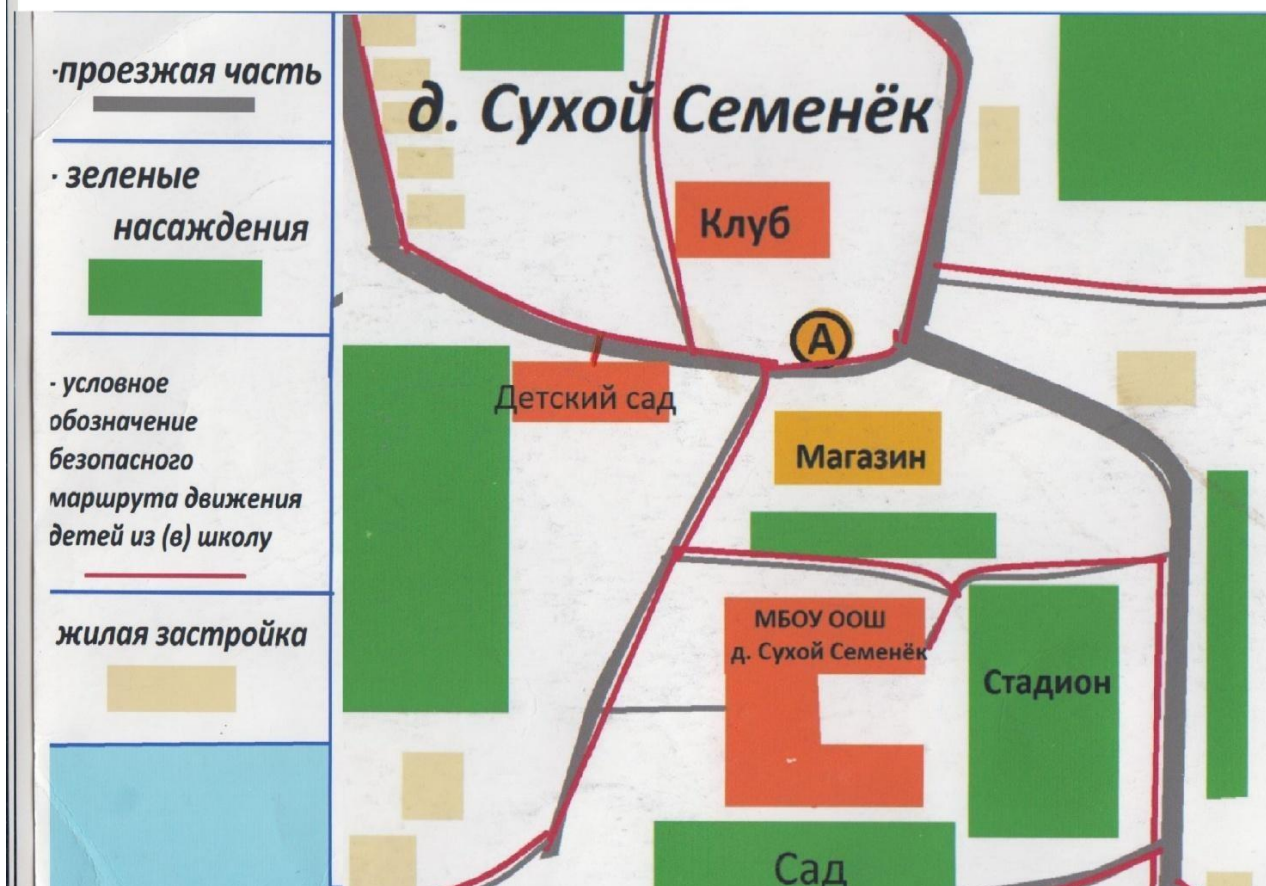 -проезжая часть
- зеленые
насаждения
- условное
обозначение
безопасного
маршрута движения
детей из (в) школу
жилая застройка
д. Сухой Семенёк
Клуб
А
Детский сад
Магазин
МБОУ ООШ
д. Сухой Семенёк
Стадион
Сад